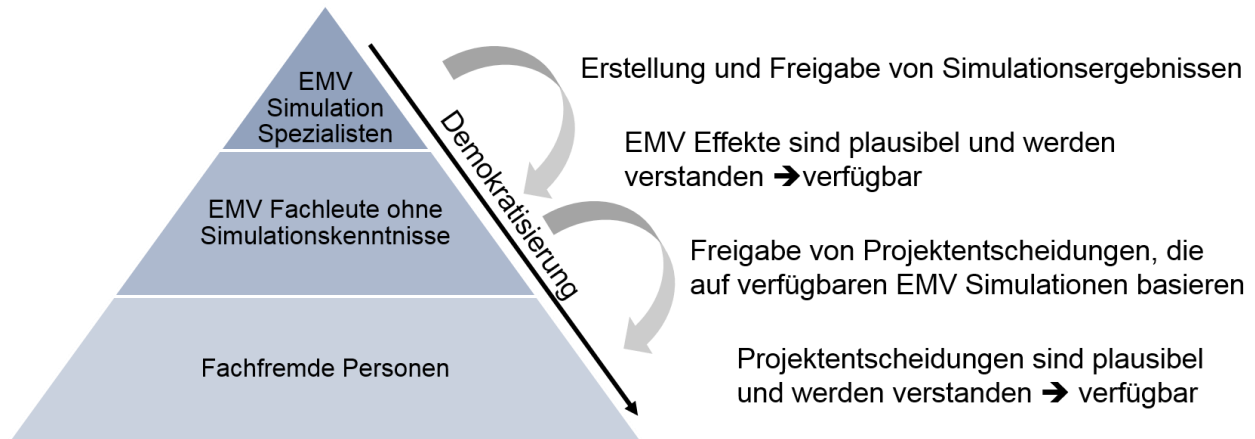 EMV
Simulation
Spezialisten
EMV Fachleute ohne
Simulationskenntnisse
Fachfremde Personen
Demokratisierung
Erstellung und Freigabe von Simulationsergebnissen
EMV Effekte sind plausibel und werden
verstanden ➔verfügbar
Freigabe von Projektentscheidungen, die
auf verfügbaren EMV Simulationen basieren
Projektentscheidungen sind plausibel
und werden verstanden ➔ verfügbar